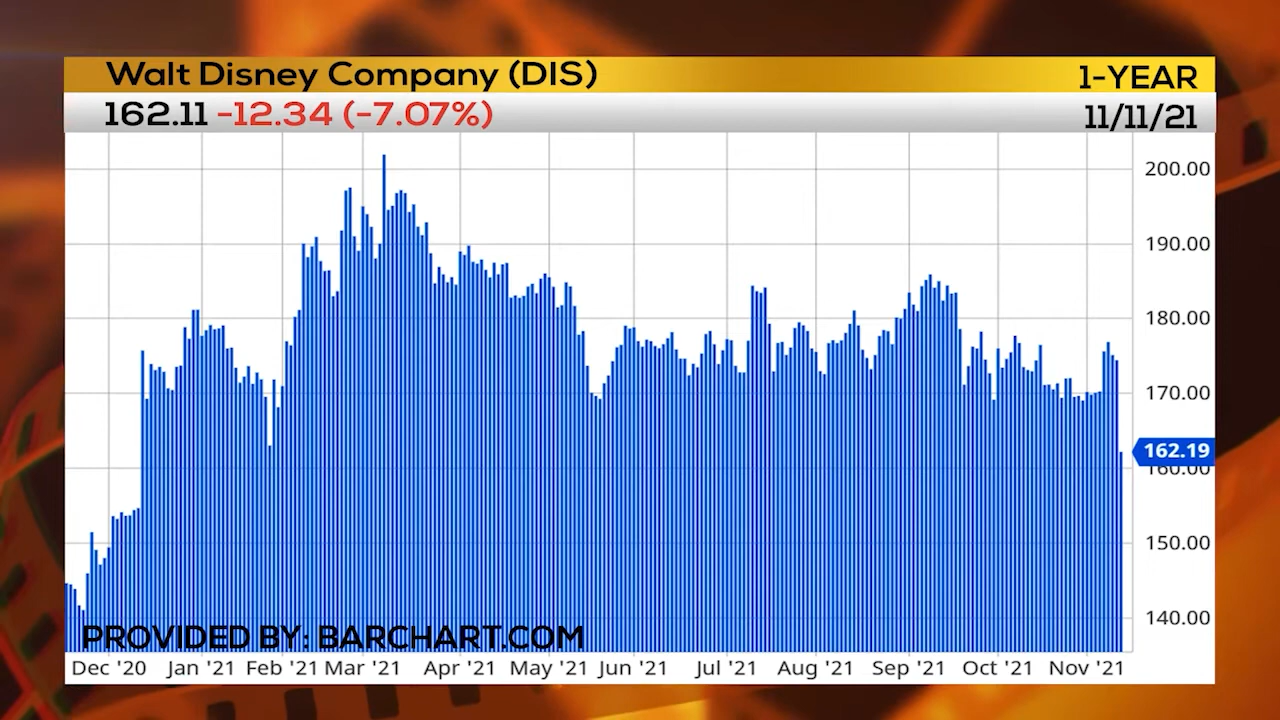 Walt Disney Company (DIS)
1-YEAR
162.11 -12.34 (-7.07%)
11/11/21
200.00
190.00
180.00
170.00
162.19
160.00
150.00
140.00
PROVIDED BY: BARCHART.COM
Dec '20 Jan '21 Feb '21 Mar '21 Apr '21 May '21 Jun '21 Jul '21 Aug '21 Sep '21 Oct '21 Nov '21